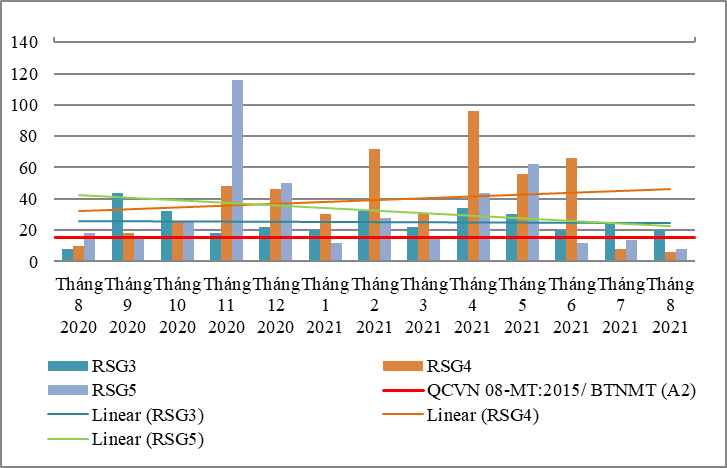 140
120
100
80
60
40
20
0
Tháng Tháng Tháng Tháng Tháng Tháng Tháng Tháng Tháng Tháng Tháng Tháng Tháng
8 9 10 11 12 1 2 3 4 5 6 7 8
2020 2020 2020 2020 2020 2021 2021 2021 2021 2021 2021 2021 2021
RSG3 RSG4
RSG5 QCVN 08-MT:2015/ BTNMT (A2)
Linear (RSG3) Linear (RSG4)
Linear (RSG5)